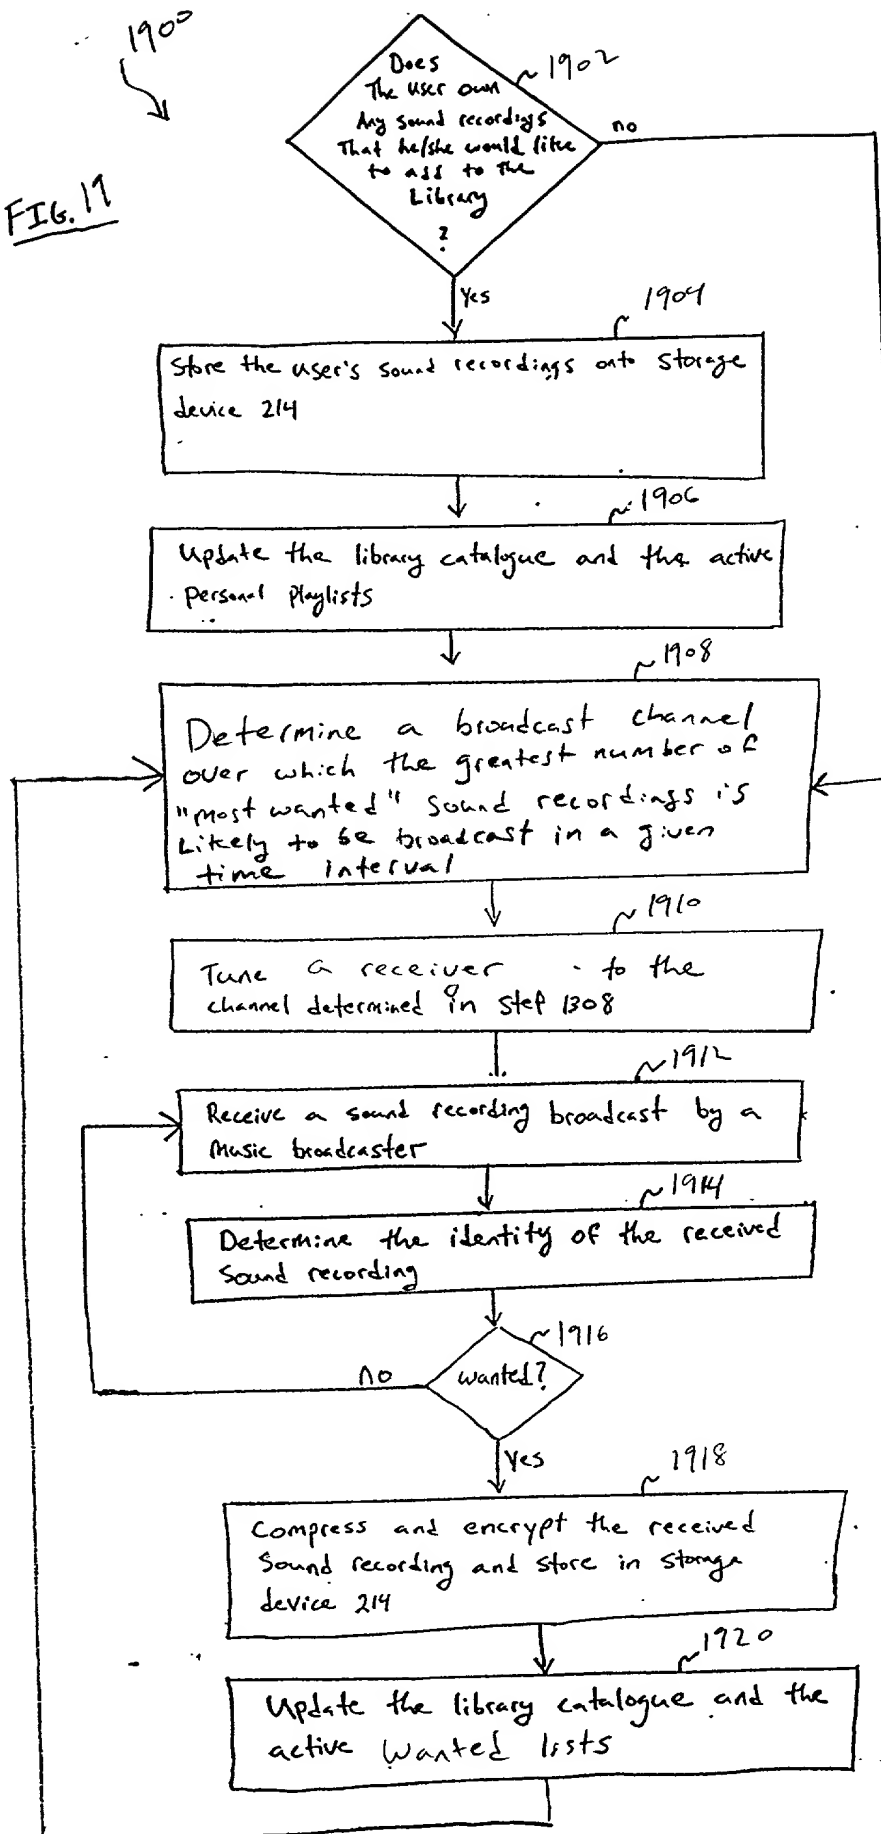 1900
FIG. 19
Does
The user own
Any sound recordings
That he/she would like
to add to the
Library
?
1902
no
Yes
1904
Store the user's sound recordings onto storage
device 214
1906
Update the library catalogue and the active
personal playlists
1908
Determine a broadcast channel
over which the greatest number of
"most wanted" sound recordings is
Likely to be broadcast in a given
time interval
1910
Tune a receiver to the
channel determined in step 1308
1912
Receive a sound recording broadcast by a
Music broadcaster
1914
Determine the identity of the received
Sound recording
1916
wanted?
no
Yes
1918
Compress and encrypt the received
Sound recording and store in storage
device 214
1920
Update the library catalogue and the
active Wanted lists